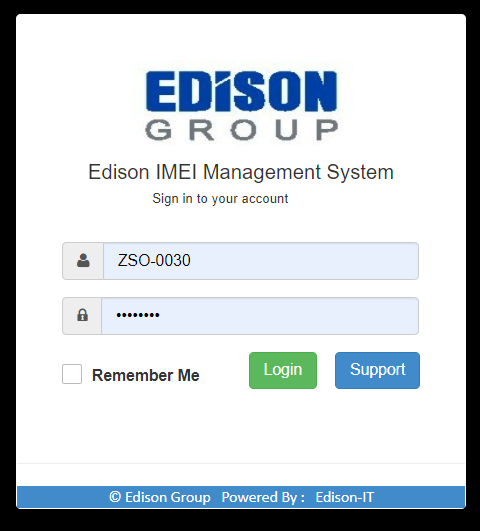 EDISON
GROUP
Edison IMEI Management System
Sign in to your account
ZSO-0030
••••••••
Remember Me
Login
Support
© Edison Group Powered By : Edison-IT